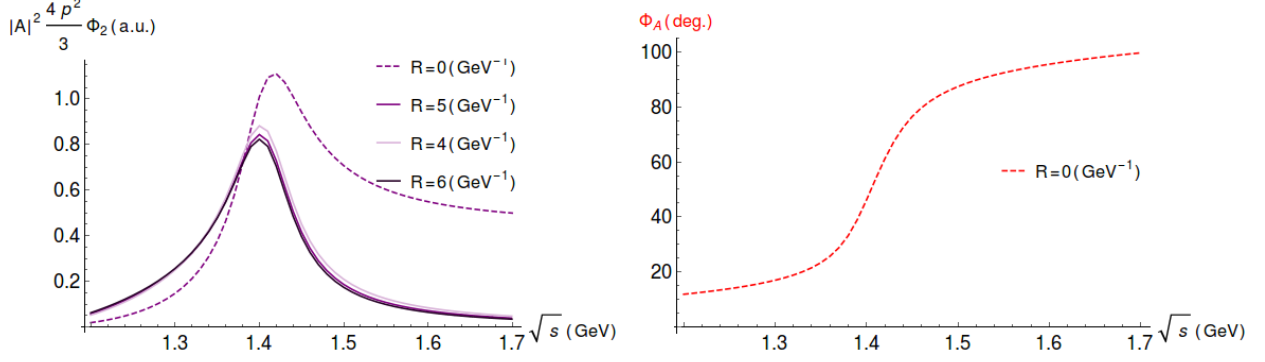 |A|² 4 p²/3 Φ₂ (a.u.)
R=0(GeV⁻¹)
R=5(GeV⁻¹)
R=4(GeV⁻¹)
R=6(GeV⁻¹)
1.0
0.8
0.6
0.4
0.2
1.3 1.4 1.5 1.6 1.7
√s (GeV)
Φ_A (deg.)
100
80
60
40
20
R=0(GeV⁻¹)
1.3 1.4 1.5 1.6 1.7
√s (GeV)